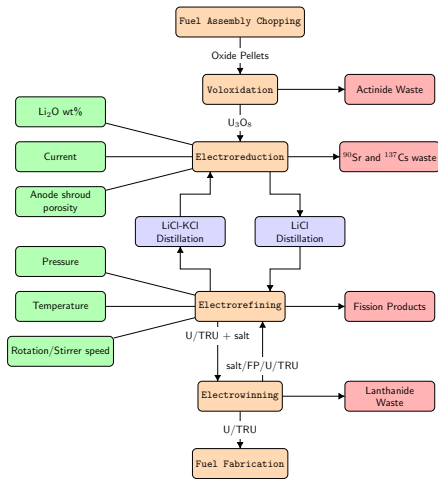 Fuel Assembly Chopping
Oxide Pellets
Voloxidation
Actinide Waste
U₃O₈
Li₂O wt%
Current
Anode shroud
porosity
Electroreduction
⁹⁰Sr and ¹³⁷Cs waste
LiCl-KCl
Distillation
LiCl
Distillation
Pressure
Temperature
Rotation/Stirrer speed
Electrorefining
Fission Products
U/TRU + salt
salt/FP/U/TRU
Electrowinning
Lanthanide
Waste
U/TRU
Fuel Fabrication